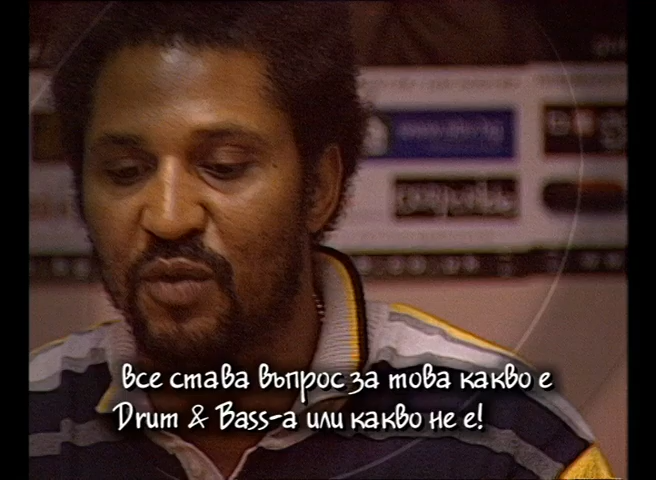 все става въпрос за това какво е
Drum & Bass-a или какво не е!